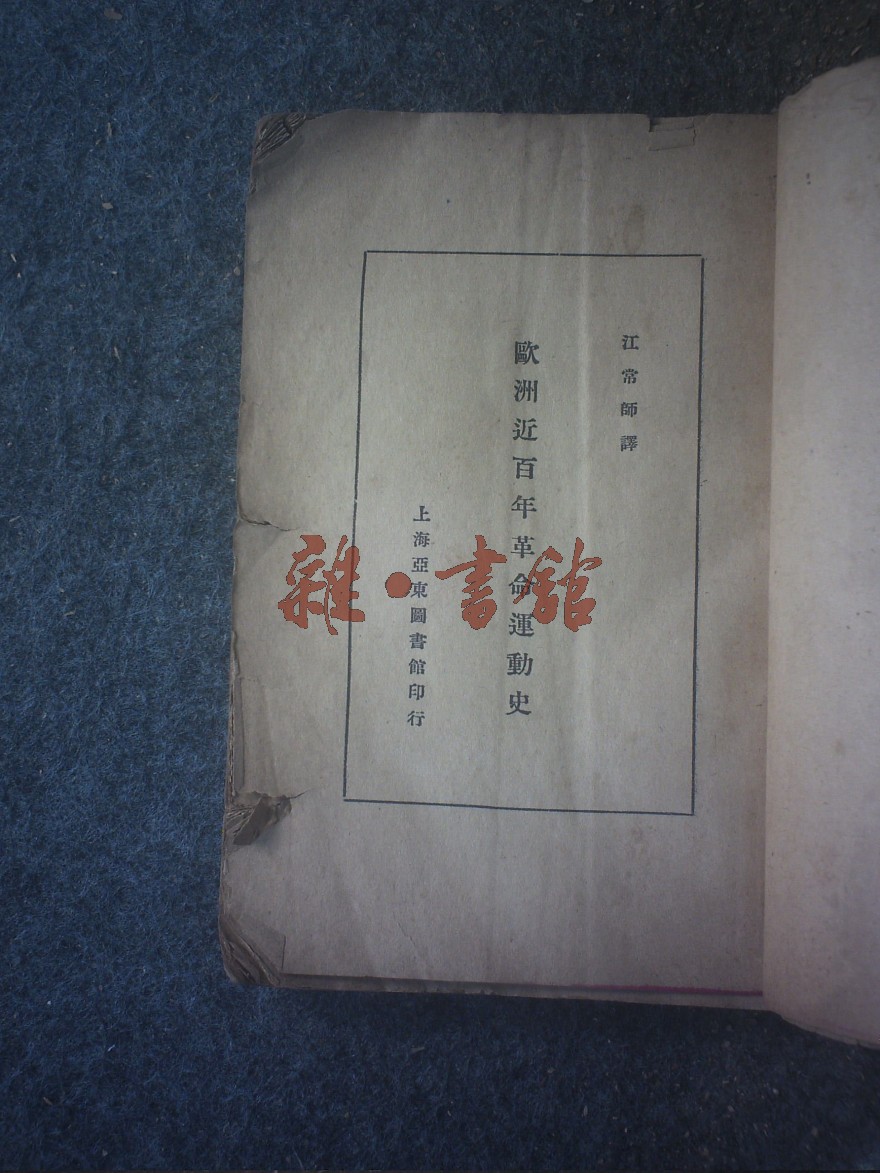 江常師譯
歐洲近百年革命運動史
上海亞東圖書館印行
雜·書館